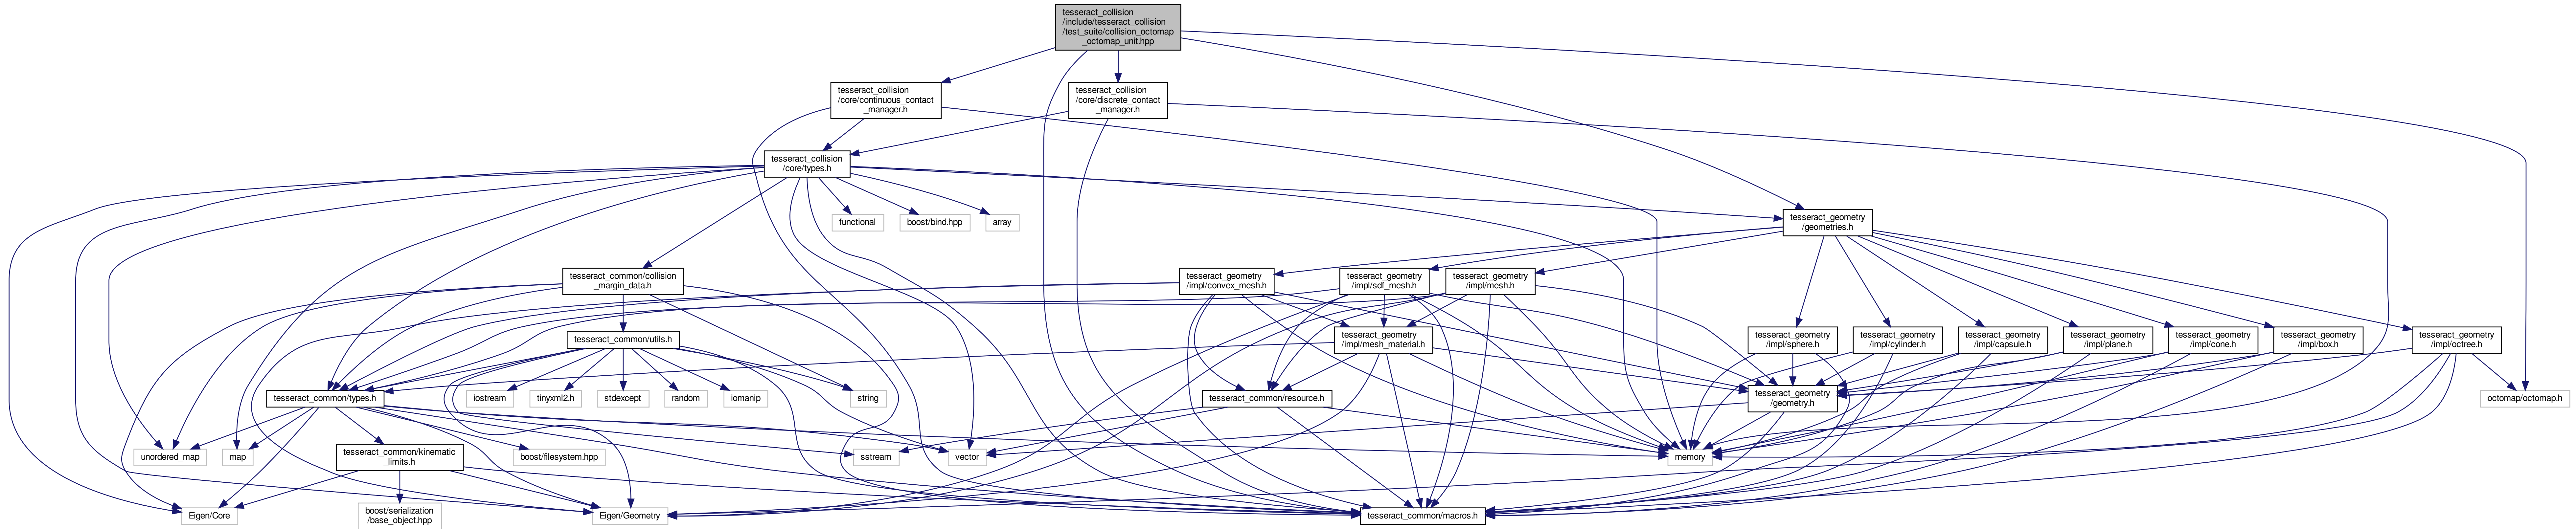 tesseract_collision
/include/tesseract_collision
/test_suite/collision_octomap
_octomap_unit.hpp
tesseract_collision
/core/continuous_contact
_manager.h
tesseract_collision
/core/discrete_contact
_manager.h
tesseract_collision
/core/types.h
functional
boost/bind.hpp
array
tesseract_geometry
/geometries.h
tesseract_common/collision
_margin_data.h
tesseract_geometry
/impl/convex_mesh.h
tesseract_geometry
/impl/sdf_mesh.h
tesseract_geometry
/impl/mesh.h
tesseract_common/utils.h
tesseract_geometry
/impl/mesh_material.h
tesseract_geometry
/impl/sphere.h
tesseract_geometry
/impl/cylinder.h
tesseract_geometry
/impl/capsule.h
tesseract_geometry
/impl/plane.h
tesseract_geometry
/impl/cone.h
tesseract_geometry
/impl/box.h
tesseract_geometry
/impl/octree.h
tesseract_common/types.h
iostream
tinyxml2.h
stdexcept
random
iomanip
string
tesseract_common/resource.h
tesseract_geometry
/geometry.h
octomap/octomap.h
unordered_map
map
tesseract_common/kinematic
_limits.h
boost/filesystem.hpp
sstream
vector
memory
Eigen/Core
boost/serialization
/base_object.hpp
Eigen/Geometry
tesseract_common/macros.h